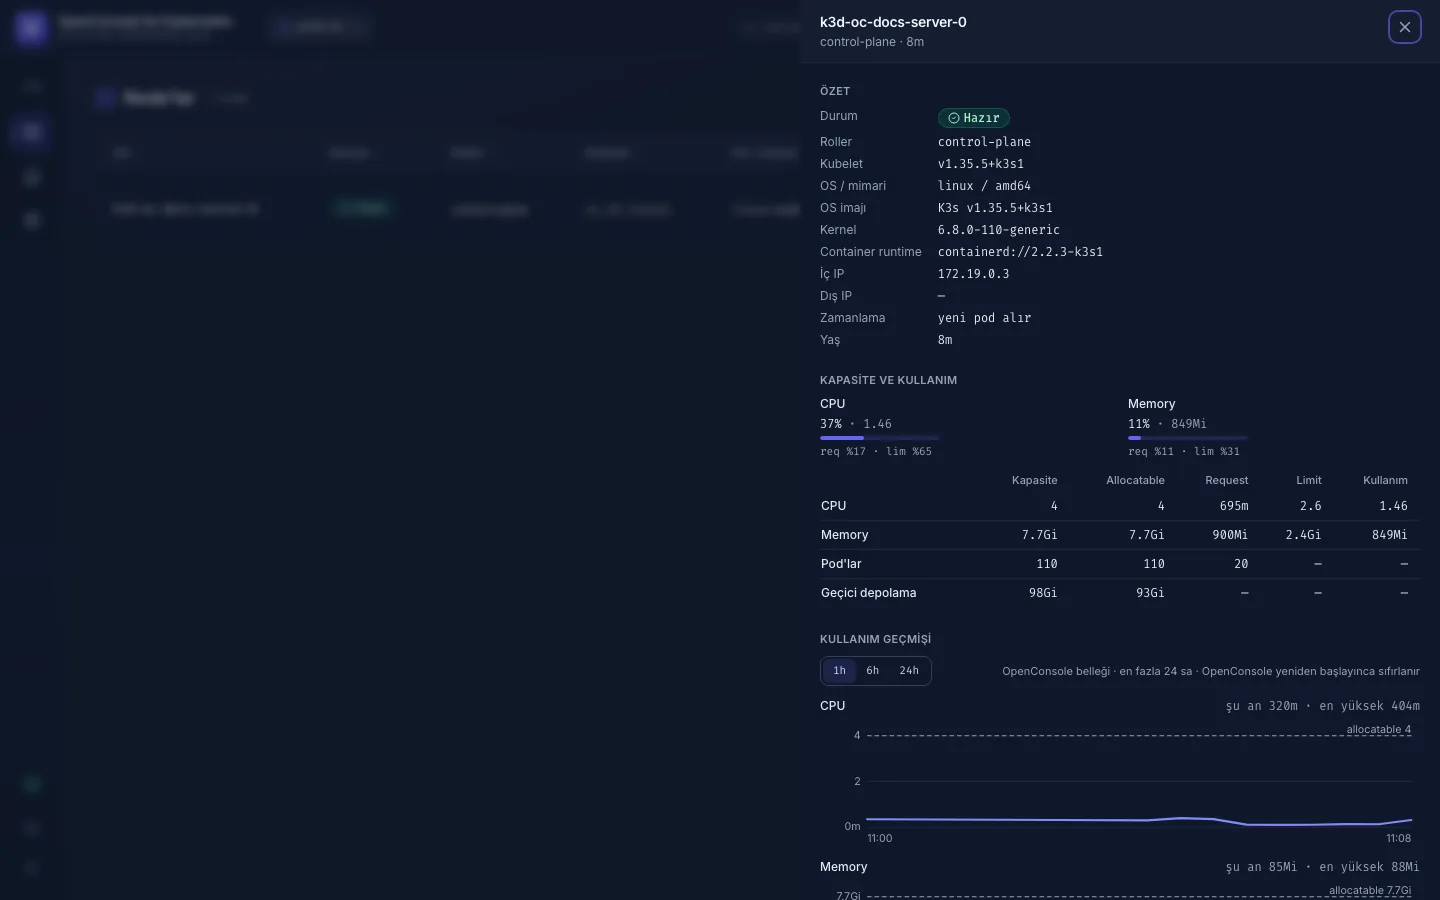 k3d-oc-docs-server-0
control-plane · 8m
ÖZET
Durum Hazır
Roller control-plane
Kubelet v1.35.5+k3s1
OS / mimari linux / amd64
OS imajı K3s v1.35.5+k3s1
Kernel 6.8.0-110-generic
Container runtime containerd://2.2.3-k3s1
İç IP 172.19.0.3
Dış IP —
Zamanlama yeni pod alır
Yaş 8m
KAPASİTE VE KULLANIM
CPU Memory
37% · 1.46 11% · 849Mi
req %17 · lim %65 req %11 · lim %31
Kapasite Allocatable Request Limit Kullanım
CPU 4 4 695m 2.6 1.46
Memory 7.7Gi 7.7Gi 900Mi 2.4Gi 849Mi
Pod'lar 110 110 20 — —
Geçici depolama 98Gi 93Gi — — —
KULLANIM GEÇMİŞİ
1h 6h 24h OpenConsole belleği · en fazla 24 sa · OpenConsole yeniden başlayınca sıfırlanır
CPU şu an 320m · en yüksek 404m
allocatable 4
4
2
0m
11:00 11:08
Memory şu an 85Mi · en yüksek 88Mi
allocatable 7.7Gi
7.7Gi